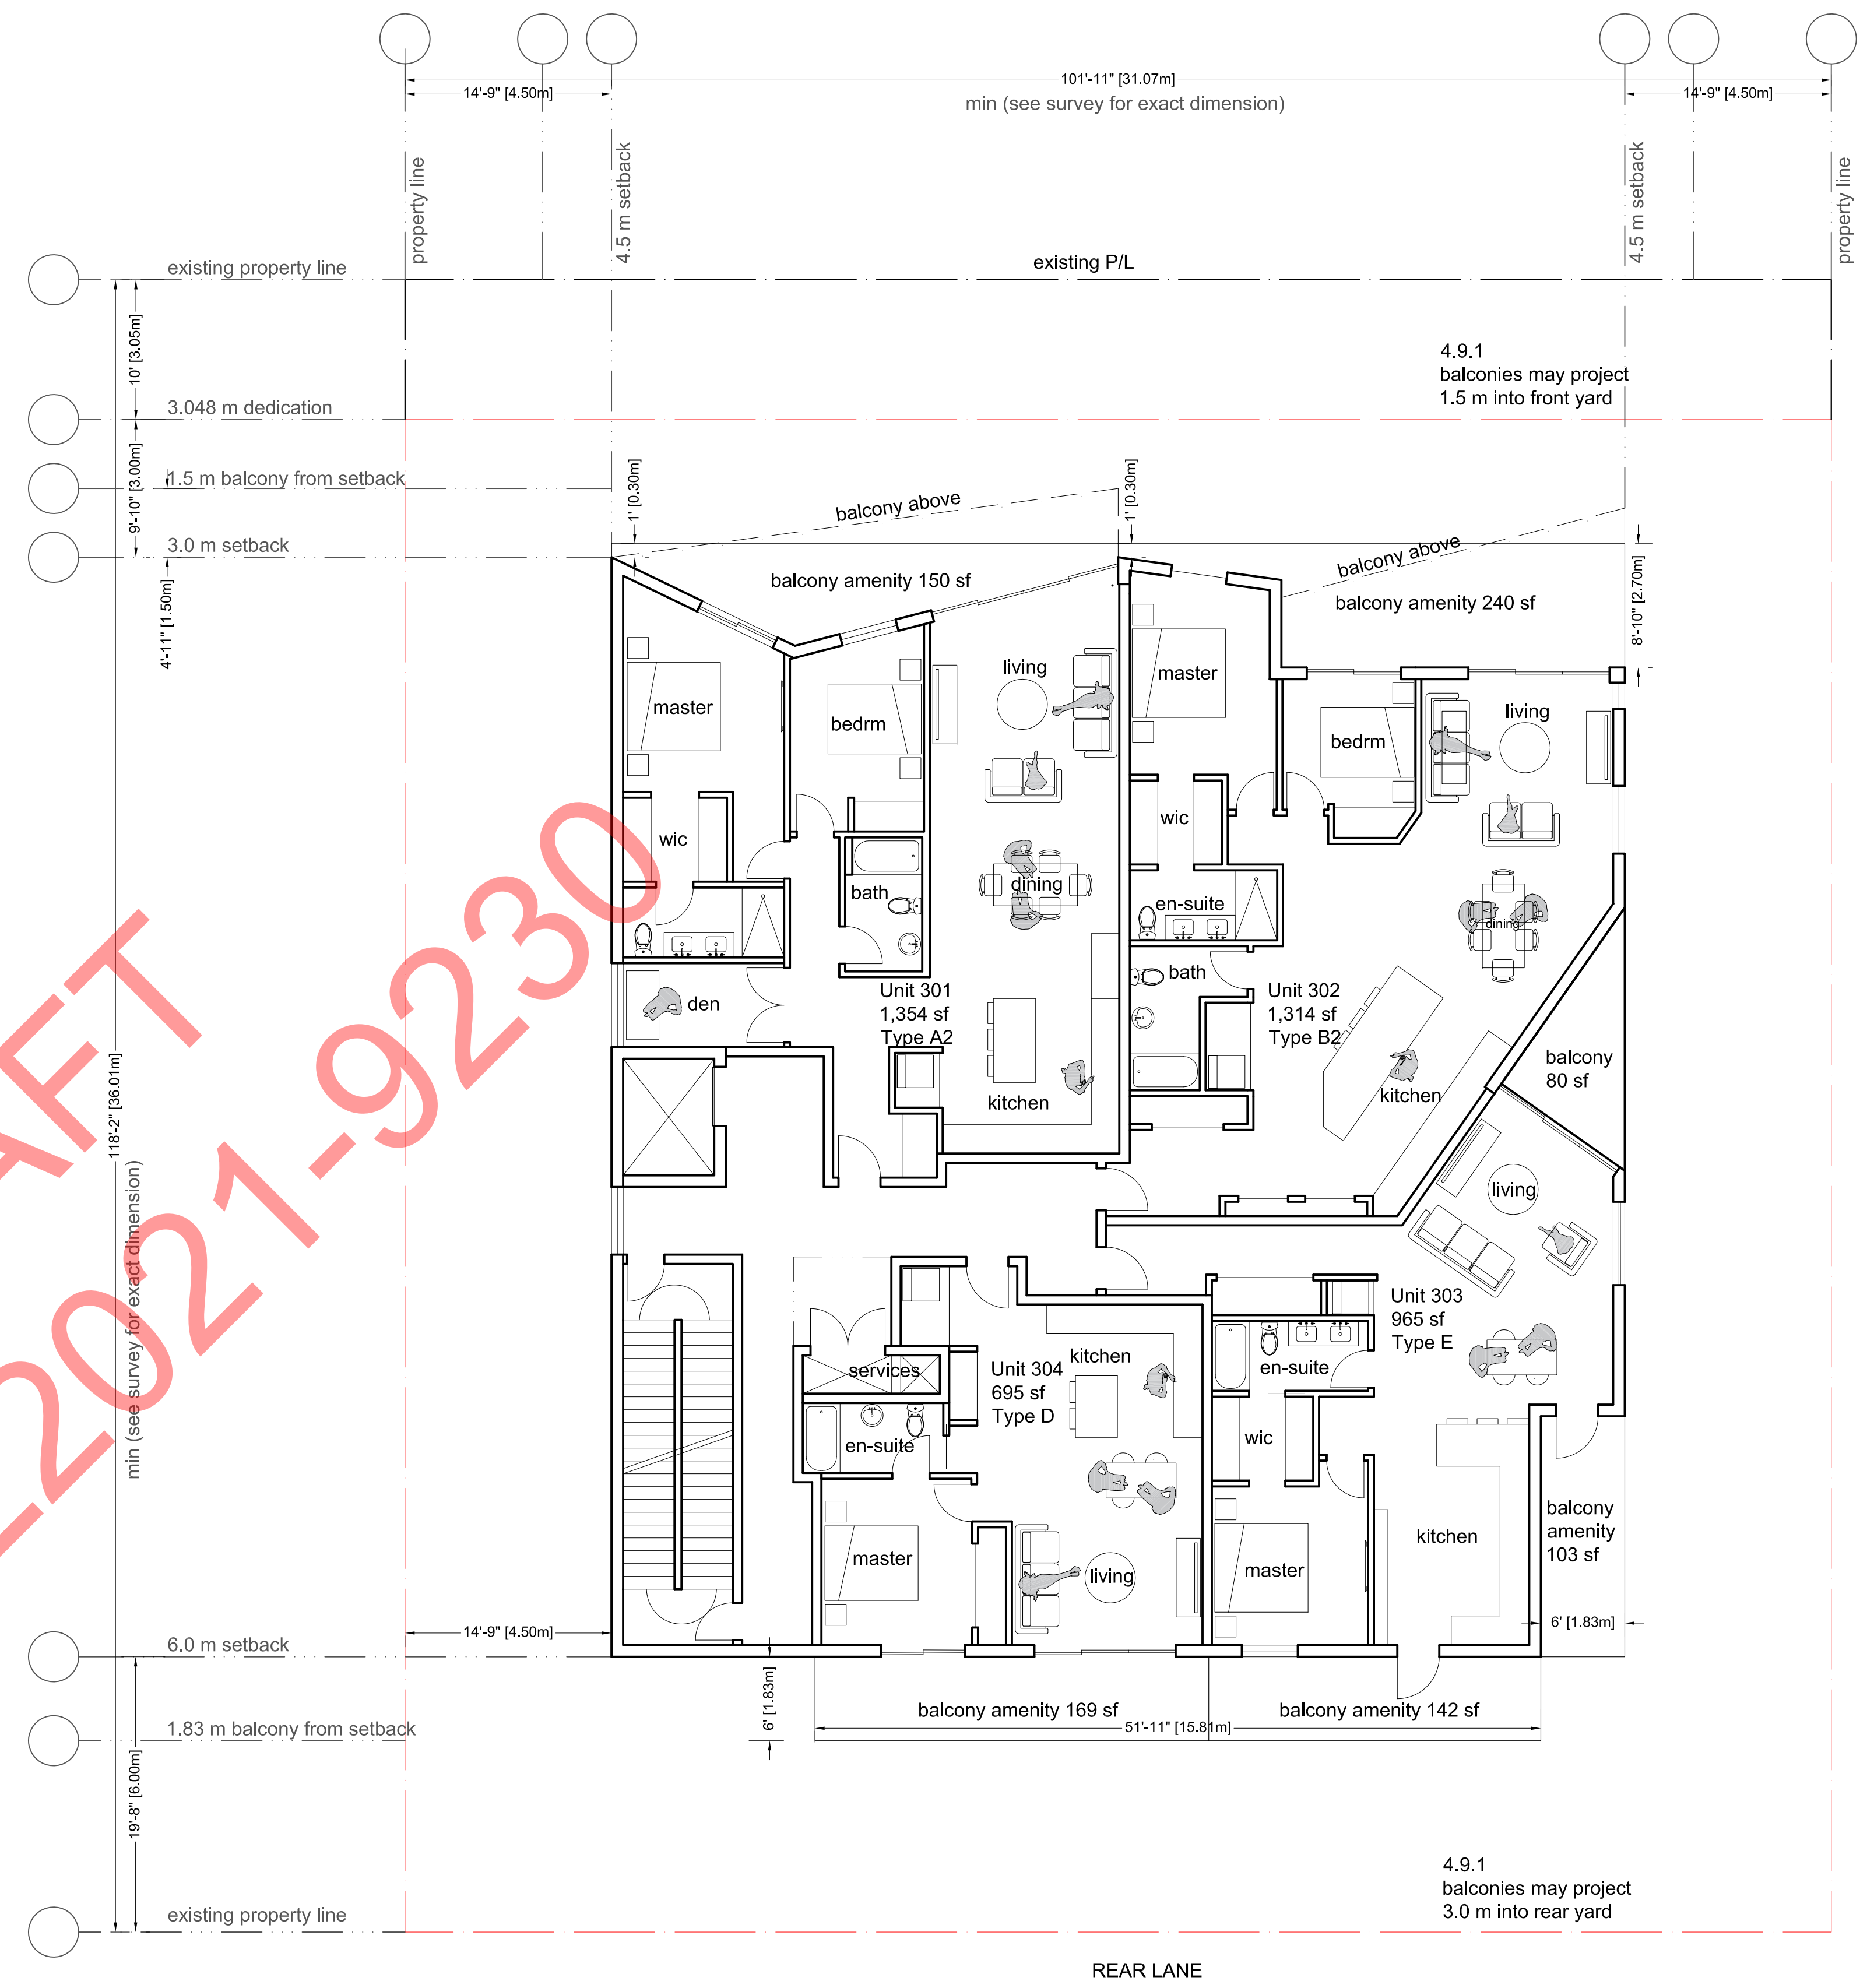 101'-11" [31.07m]
14'-9" [4.50m]
14'-9" [4.50m]
min (see survey for exact dimension)
property line
4.5 m setback
4.5 m setback
property line
existing property line
existing P/L
10' [3.05m]
4.9.1
balconies may project
1.5 m into front yard
3.048 m dedication
9'-10" [3.00m]
1.5 m balcony from setback
1' [0.30m]
1' [0.30m]
balcony above
3.0 m setback
balcony above
4'-11" [1.50m]
balcony amenity 150 sf
balcony amenity 240 sf
8'-10" [2.70m]
living
master
master
living
bedrm
bedrm
wic
wic
bath
dining
en-suite
dining
den
bath
Unit 301
1,354 sf
Type A2
Unit 302
1,314 sf
Type B2
balcony
80 sf
kitchen
kitchen
118'-2" [36.01m]
min (see survey for exact dimension)
living
Unit 303
965 sf
Type E
services
Unit 304
695 sf
Type D
kitchen
en-suite
en-suite
wic
master
living
master
kitchen
balcony
amenity
103 sf
6' [1.83m]
6.0 m setback
14'-9" [4.50m]
6' [1.83m]
balcony amenity 169 sf
balcony amenity 142 sf
51'-11" [15.81m]
1.83 m balcony from setback
19'-8" [6.00m]
4.9.1
balconies may project
3.0 m into rear yard
existing property line
REAR LANE
AFT
2021-9230